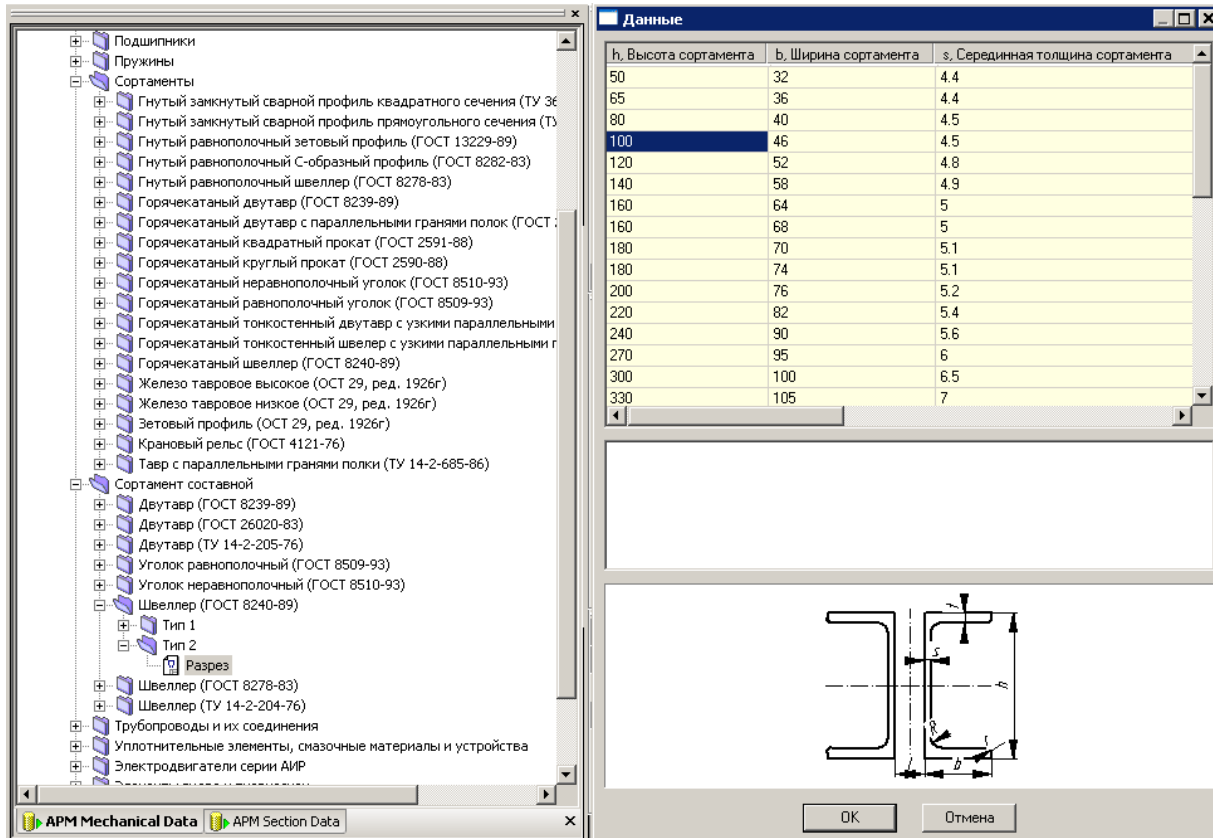 Подшипники
Пружины
Сортаменты
Гнутый замкнутый сварной профиль квадратного сечения (ТУ 36
Гнутый замкнутый сварной профиль прямоугольного сечения (ТУ
Гнутый равнополочный зетовый профиль (ГОСТ 13229-89)
Гнутый равнополочный С-образный профиль (ГОСТ 8282-83)
Гнутый равнополочный швеллер (ГОСТ 8278-83)
Горячекатаный двутавр (ГОСТ 8239-89)
Горячекатаный двутавр с параллельными гранями полок (ГОСТ
Горячекатаный квадратный прокат (ГОСТ 2591-88)
Горячекатаный круглый прокат (ГОСТ 2590-88)
Горячекатаный неравнополочный уголок (ГОСТ 8510-93)
Горячекатаный равнополочный уголок (ГОСТ 8509-93)
Горячекатаный тонкостенный двутавр с узкими параллельными
Горячекатаный тонкостенный швелер с узкими параллельными г
Горячекатаный швеллер (ГОСТ 8240-89)
Железо тавровое высокое (ОСТ 29, ред. 1926г)
Железо тавровое низкое (ОСТ 29, ред. 1926г)
Зетовый профиль (ОСТ 29, ред. 1926г)
Крановый рельс (ГОСТ 4121-76)
Тавр с параллельными гранями полки (ТУ 14-2-685-86)
Сортамент составной
Двутавр (ГОСТ 8239-89)
Двутавр (ГОСТ 26020-83)
Двутавр (ТУ 14-2-205-76)
Уголок равнополочный (ГОСТ 8509-93)
Уголок неравнополочный (ГОСТ 8510-93)
Швеллер (ГОСТ 8240-89)
Тип 1
Тип 2
Разрез
Швеллер (ГОСТ 8278-83)
Швеллер (ТУ 14-2-204-76)
Трубопроводы и их соединения
Уплотнительные элементы, смазочные материалы и устройства
Электродвигатели серии АИР
APM Mechanical Data APM Section Data
Данные
h, Высота сортамента b, Ширина сортамента s, Серединная толщина сортамента
50 32 4.4
65 36 4.4
80 40 4.5
100 46 4.5
120 52 4.8
140 58 4.9
160 64 5
160 68 5
180 70 5.1
180 74 5.1
200 76 5.2
220 82 5.4
240 90 5.6
270 95 6
300 100 6.5
330 105 7
t
s
h
R
r
l b
OK Отмена